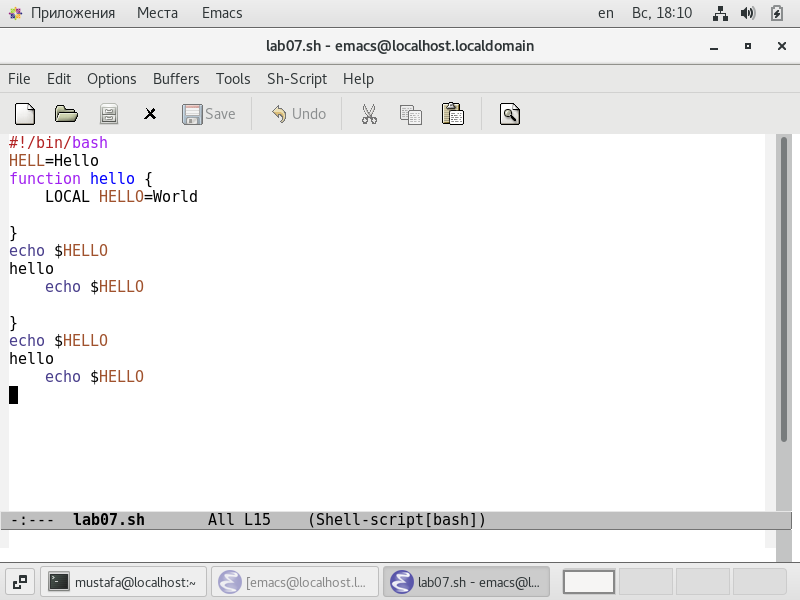 Приложения Места Emacs en Вс, 18:10
lab07.sh - emacs@localhost.localdomain
File Edit Options Buffers Tools Sh-Script Help
Save Undo
#!/bin/bash
HELL=Hello
function hello {
    LOCAL HELLO=World
}
echo $HELLO
hello
    echo $HELLO
}
echo $HELLO
hello
    echo $HELLO
-:--- lab07.sh All L15 (Shell-script[bash])
mustafa@localhost:~ [emacs@localhost.l... lab07.sh - emacs@l...